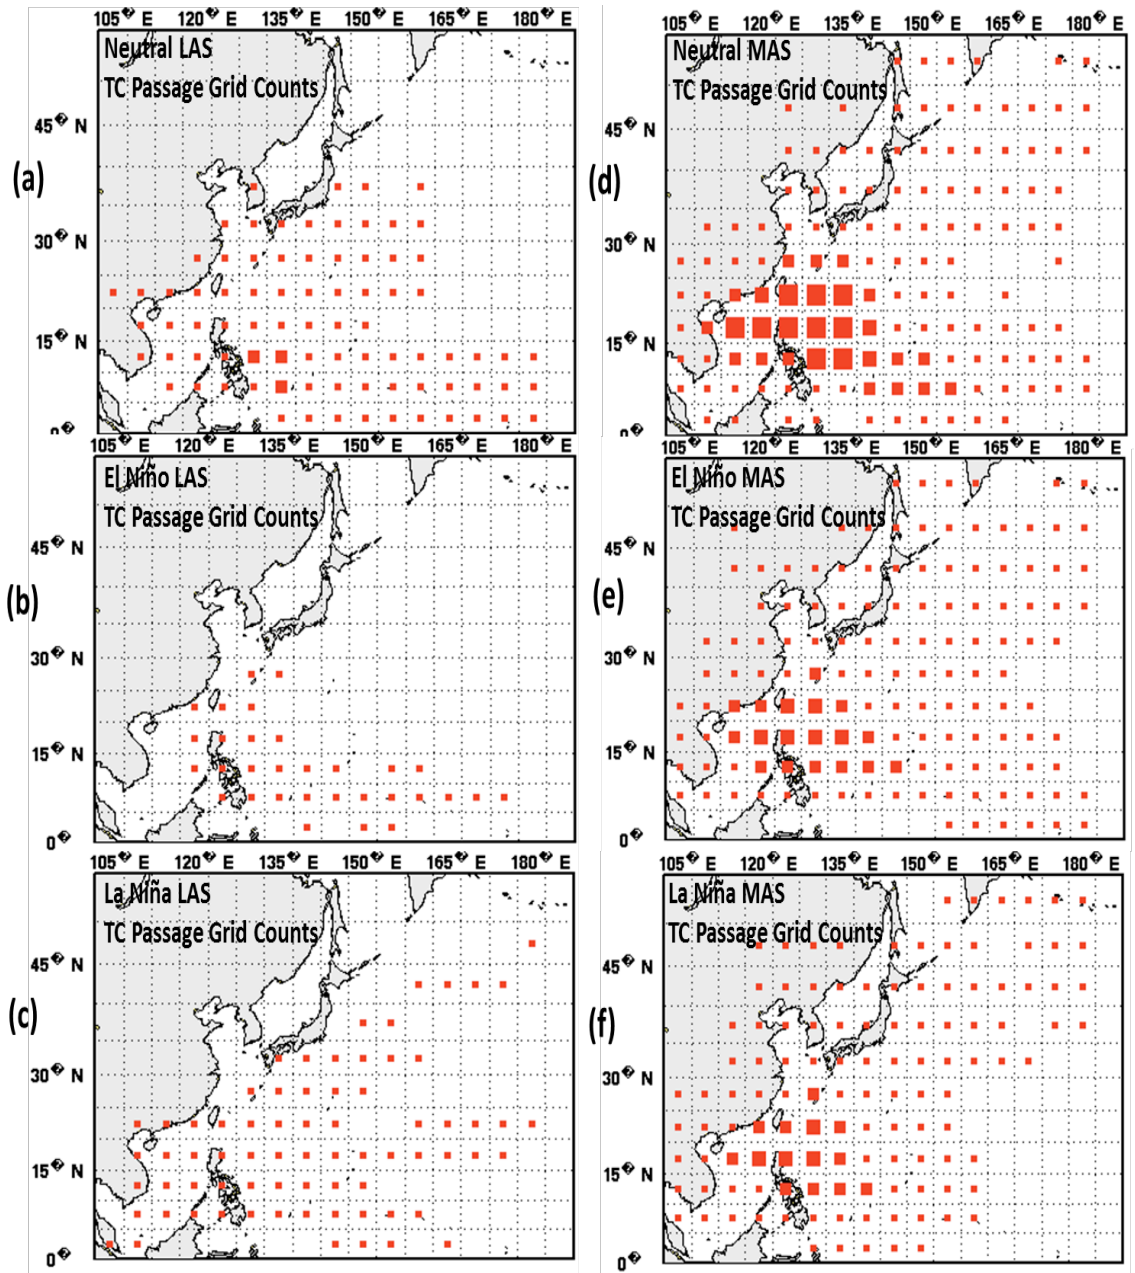 105� E 120� E 135� E 150� E 165� E 180� E
Neutral LAS
TC Passage Grid Counts
45� N
(a)
30� N
15� N
0�
105� E 120� E 135� E 150� E 165� E 180� E
Neutral MAS
TC Passage Grid Counts
45� N
(d)
30� N
15� N
0�
105� E 120� E 135� E 150� E 165� E 180� E
El Niño LAS
TC Passage Grid Counts
45� N
(b)
30� N
15� N
0�
105� E 120� E 135� E 150� E 165� E 180� E
El Niño MAS
TC Passage Grid Counts
45� N
(e)
30� N
15� N
0�
105� E 120� E 135� E 150� E 165� E 180� E
La Niña LAS
TC Passage Grid Counts
45� N
(c)
30� N
15� N
0�
105� E 120� E 135� E 150� E 165� E 180� E
La Niña MAS
TC Passage Grid Counts
45� N
(f)
30� N
15� N
0�